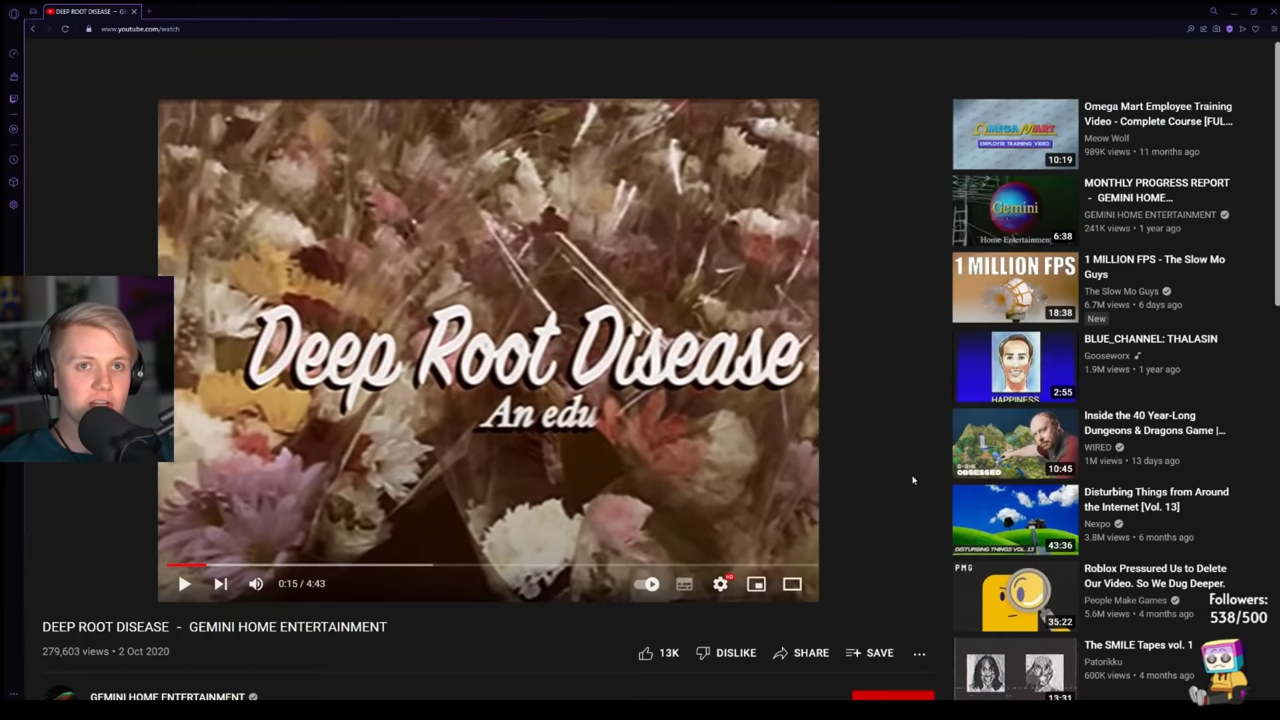 DEEP ROOT DISEASE – GE
www.youtube.com/watch
Deep Root Disease
An edu
0:15 / 4:43
HD
DEEP ROOT DISEASE - GEMINI HOME ENTERTAINMENT
279,603 views • 2 Oct 2020
13K
DISLIKE
SHARE
SAVE
GEMINI HOME ENTERTAINMENT
OMEGA MART
EMPLOYEE TRAINING VIDEO
10:19
Omega Mart Employee Training
Video - Complete Course [FUL...
Meow Wolf
989K views • 11 months ago
Gemini
Home Entertainment
6:38
MONTHLY PROGRESS REPORT
- GEMINI HOME...
GEMINI HOME ENTERTAINMENT
241K views • 1 year ago
1 MILLION FPS
18:38
1 MILLION FPS - The Slow Mo
Guys
The Slow Mo Guys
6.7M views • 6 days ago
New
HAPPINESS
2:55
BLUE_CHANNEL: THALASIN
Gooseworx
1.9M views • 1 year ago
OBSESSED
10:45
Inside the 40 Year-Long
Dungeons & Dragons Game |...
WIRED
1M views • 13 days ago
DISTURBING THINGS VOL. 13
43:36
Disturbing Things from Around
the Internet [Vol. 13]
Nexpo
3.8M views • 6 months ago
PMG
35:22
Roblox Pressured Us to Delete
Our Video. So We Dug Deeper.
People Make Games
5.6M views • 4 months ago
Followers:
538/500
13:31
The SMILE Tapes vol. 1
Patorikku
600K views • 4 months ago